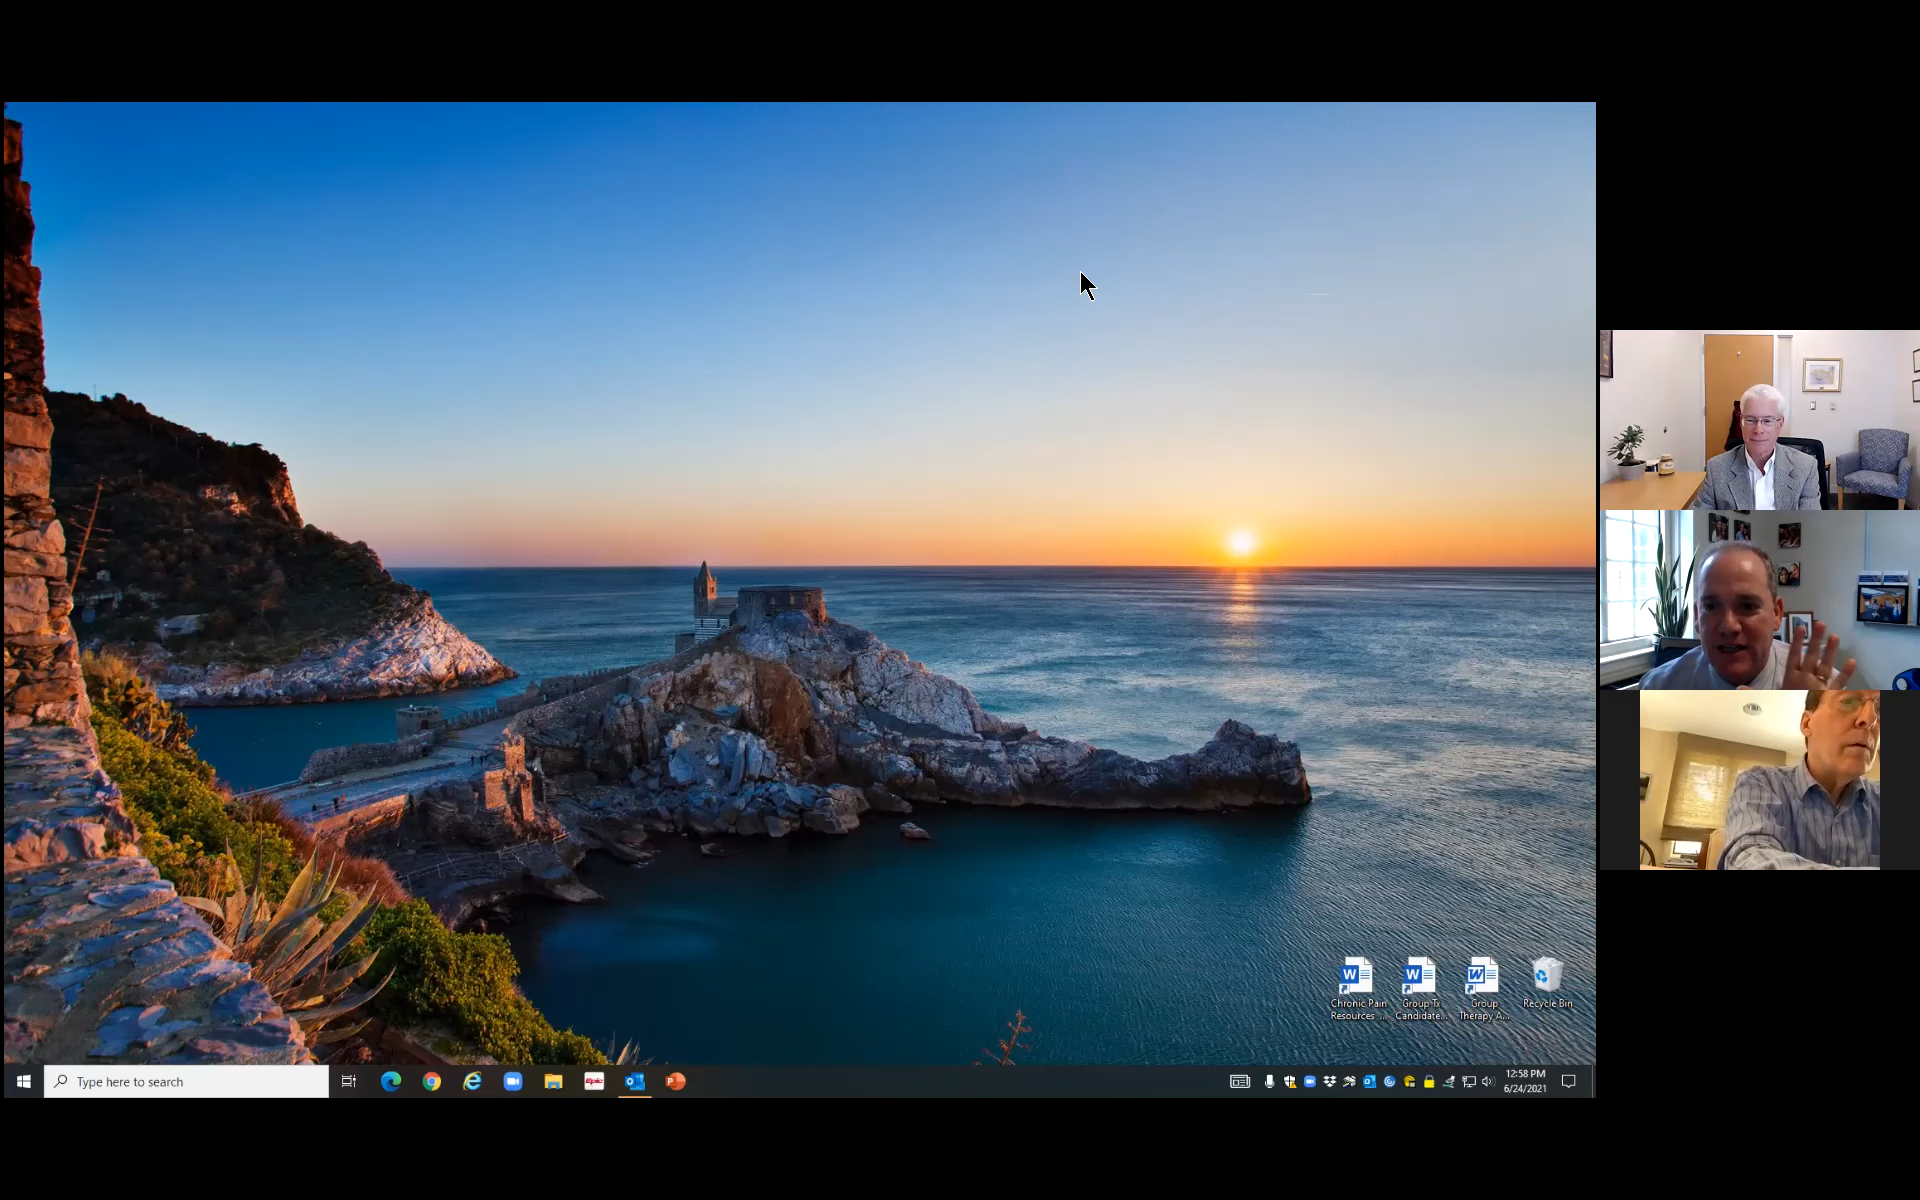 Chronic Pain
Resources ...
Group Tx
Candidate...
Group
Therapy A...
Recycle Bin
Type here to search
Epic
12:58 PM
6/24/2021